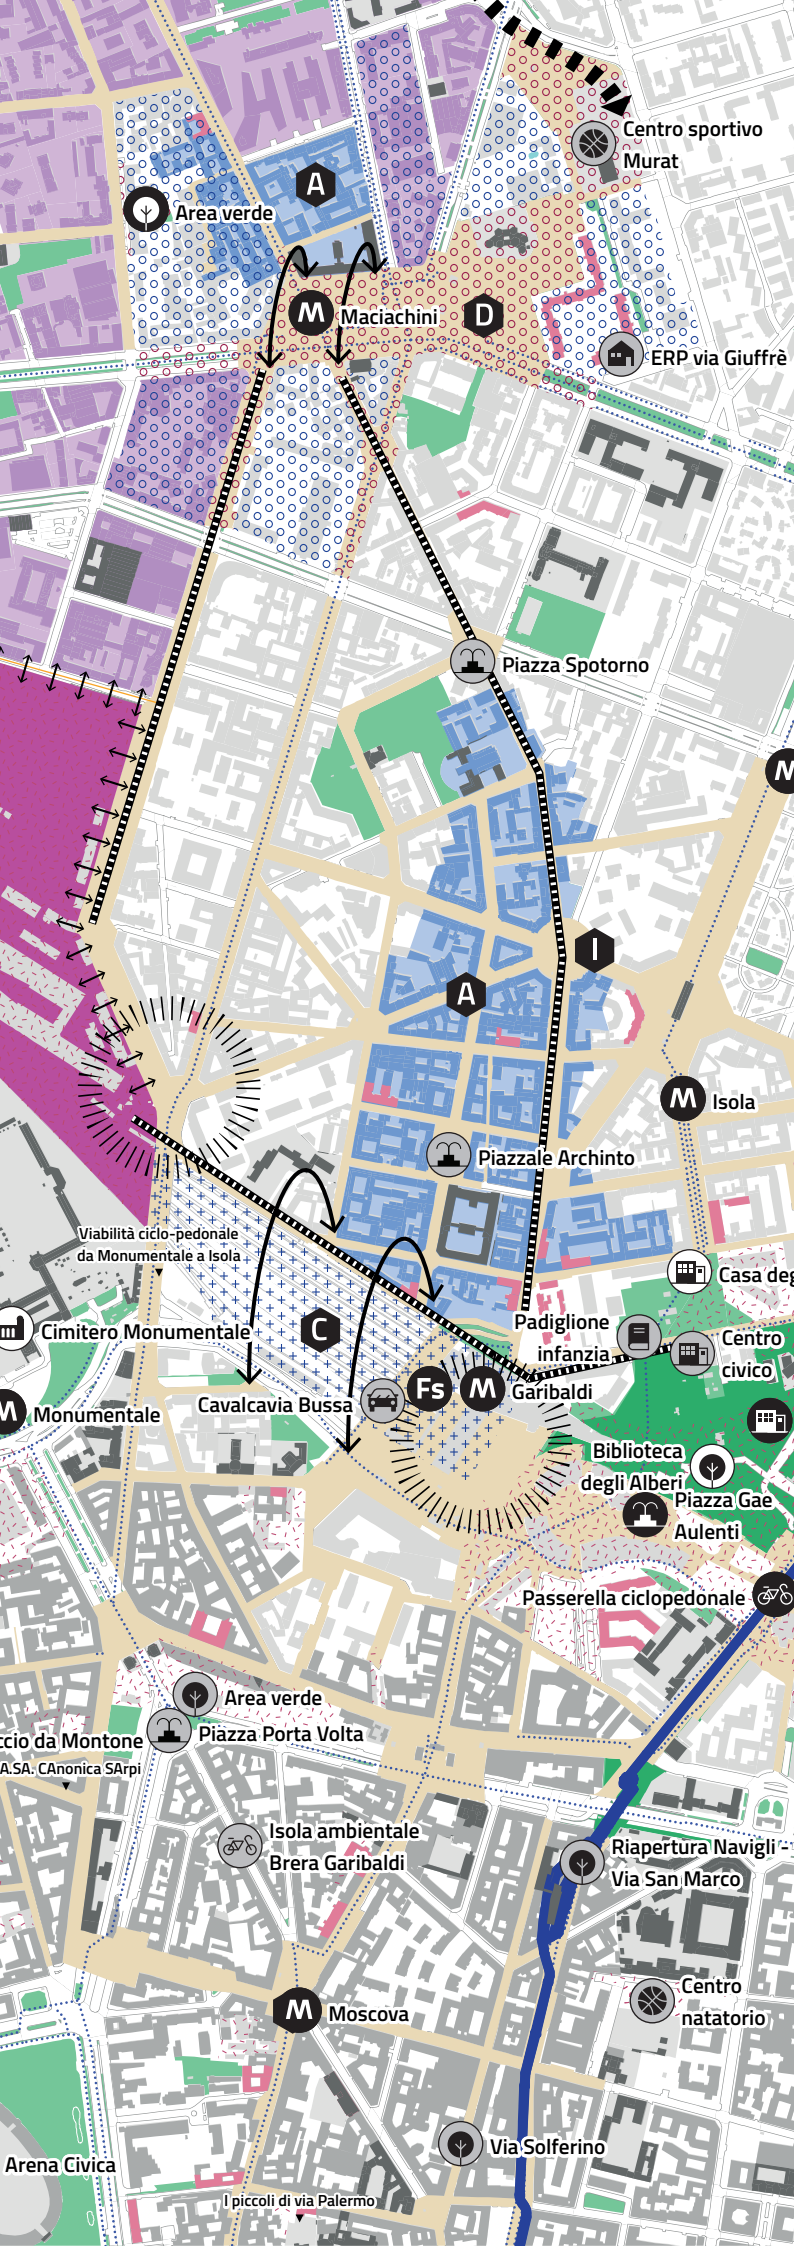 Centro sportivo
Murat
A
Area verde
M
Maciachini
D
ERP via Giuffrè
Piazza Spotorno
M
I
A
M
Isola
Piazzale Archinto
Viabilità ciclo-pedonale
da Monumentale a Isola
Casa deg
Cimitero Monumentale
C
Padiglione
infanzia
Centro
civico
Cavalcavia Bussa
Fs
M
Garibaldi
M
Monumentale
Biblioteca
degli Alberi
Piazza Gae
Aulenti
Passerella ciclopedonale
Area verde
ccio da Montone
Piazza Porta Volta
A.SA. CAnonica SArpi
Isola ambientale
Brera Garibaldi
Riapertura Navigli -
Via San Marco
Centro
natatorio
M
Moscova
Via Solferino
Arena Civica
I piccoli di via Palermo